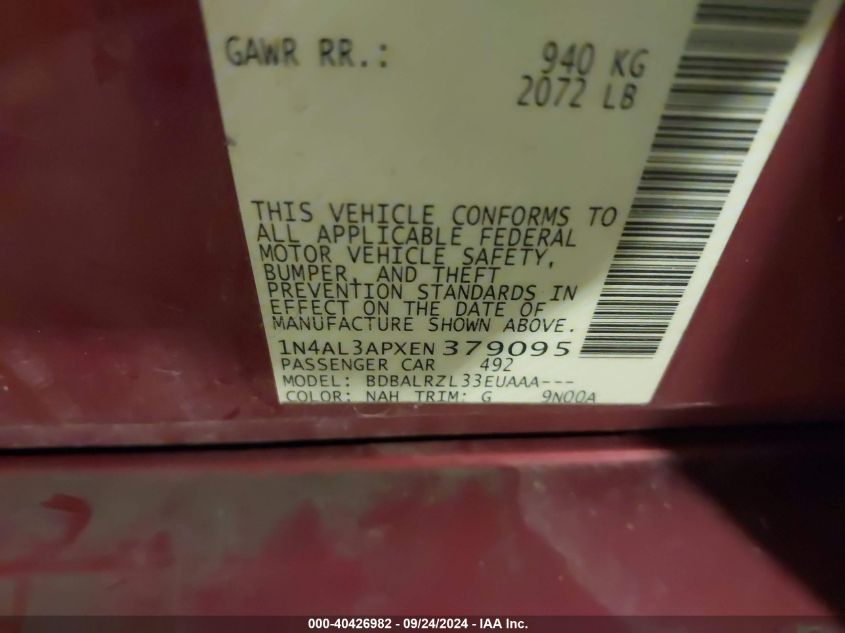 GAWR RR.: 940 KG
2072 LB
THIS VEHICLE CONFORMS TO
ALL APPLICABLE FEDERAL
MOTOR VEHICLE SAFETY,
BUMPER, AND THEFT
PREVENTION STANDARDS IN
EFFECT ON THE DATE OF
MANUFACTURE SHOWN ABOVE.
1N4AL3APXEN379095
PASSENGER CAR 492
MODEL: BDBALRZL33EUAAA---
COLOR: NAH TRIM: G 9N00A
000-40426982 - 09/24/2024 - IAA Inc.